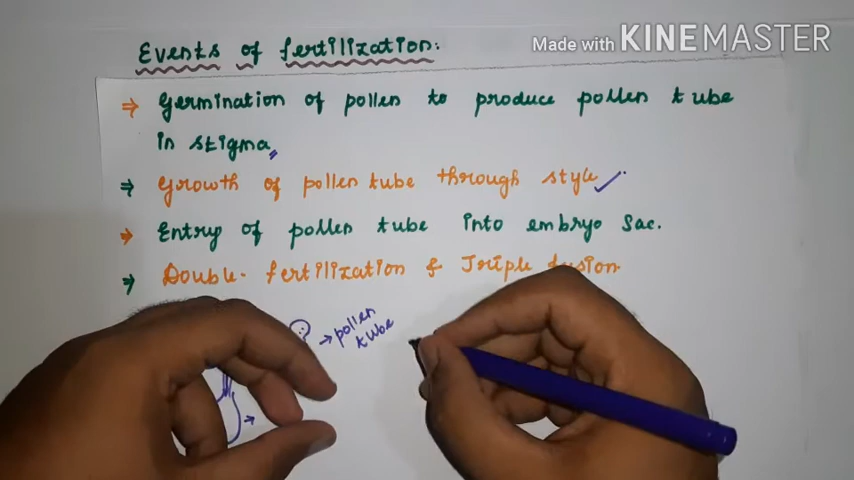 Events of fertilization:
Made with KINEMASTER
⇒ Germination of pollen to produce pollen tube
in stigma,
⇒ Growth of pollen tube through style ✓
⇒ Entry of pollen tube into embryo sac.
⇒ Double fertilization & Triple fusion
→ pollen
tube